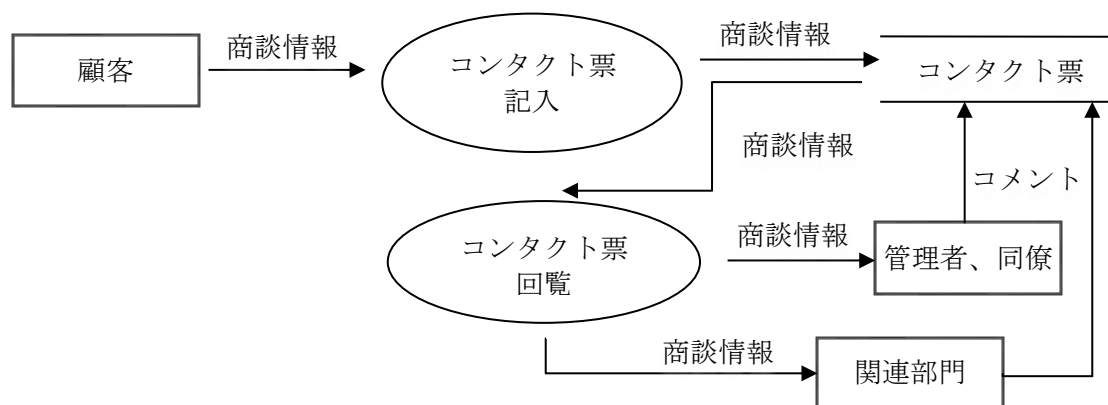 商談情報
商談情報
顧客
コンタクト票
記入
コンタクト票
商談情報
コメント
コンタクト票
回覧
商談情報
管理者、同僚
商談情報
関連部門